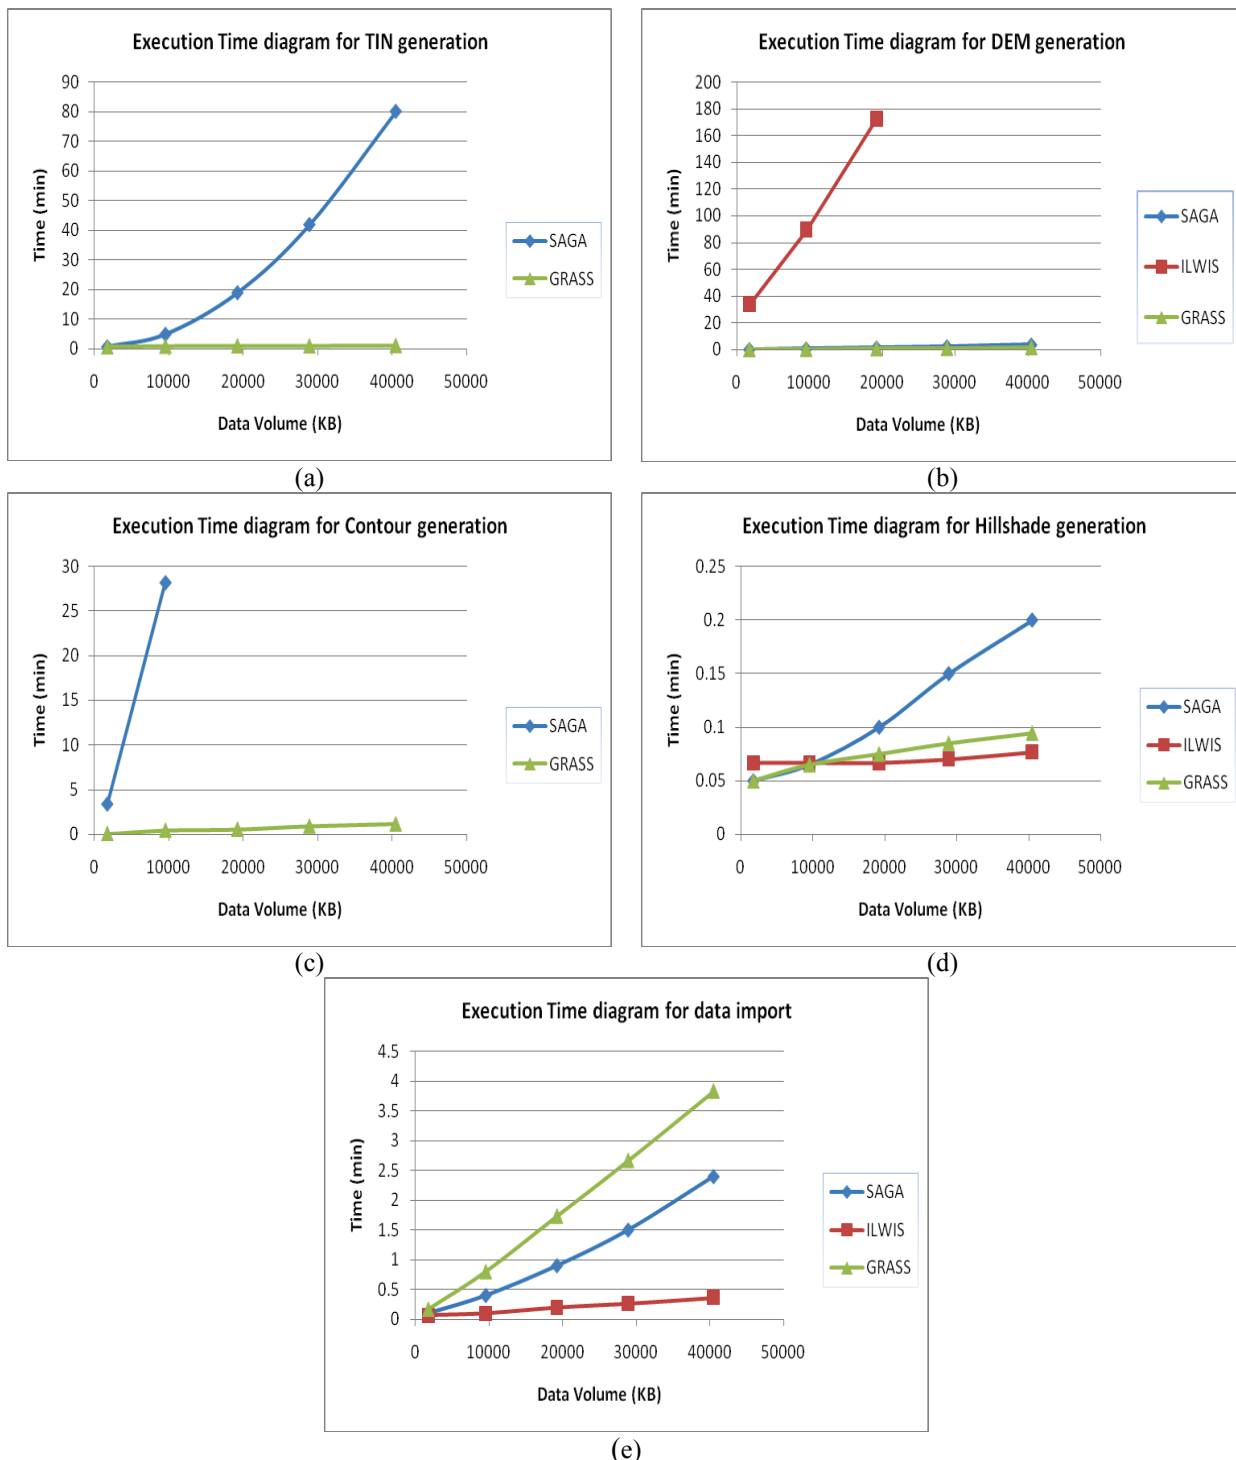 Execution Time diagram for TIN generation
90
80
70
60
50
40
30
20
10
0
Time (min)
0 10000 20000 30000 40000 50000
Data Volume (KB)
SAGA
GRASS
(a)
Execution Time diagram for DEM generation
200
180
160
140
120
100
80
60
40
20
0
Time (min)
0 10000 20000 30000 40000 50000
Data Volume (KB)
SAGA
ILWIS
GRASS
(b)
Execution Time diagram for Contour generation
30
25
20
15
10
5
0
Time (min)
0 10000 20000 30000 40000 50000
Data Volume (KB)
SAGA
GRASS
(c)
Execution Time diagram for Hillshade generation
0.25
0.2
0.15
0.1
0.05
0
Time (min)
0 10000 20000 30000 40000 50000
Data Volume (KB)
SAGA
ILWIS
GRASS
(d)
Execution Time diagram for data import
4.5
4
3.5
3
2.5
2
1.5
1
0.5
0
Time (min)
0 10000 20000 30000 40000 50000
Data Volume (KB)
SAGA
ILWIS
GRASS
(e)